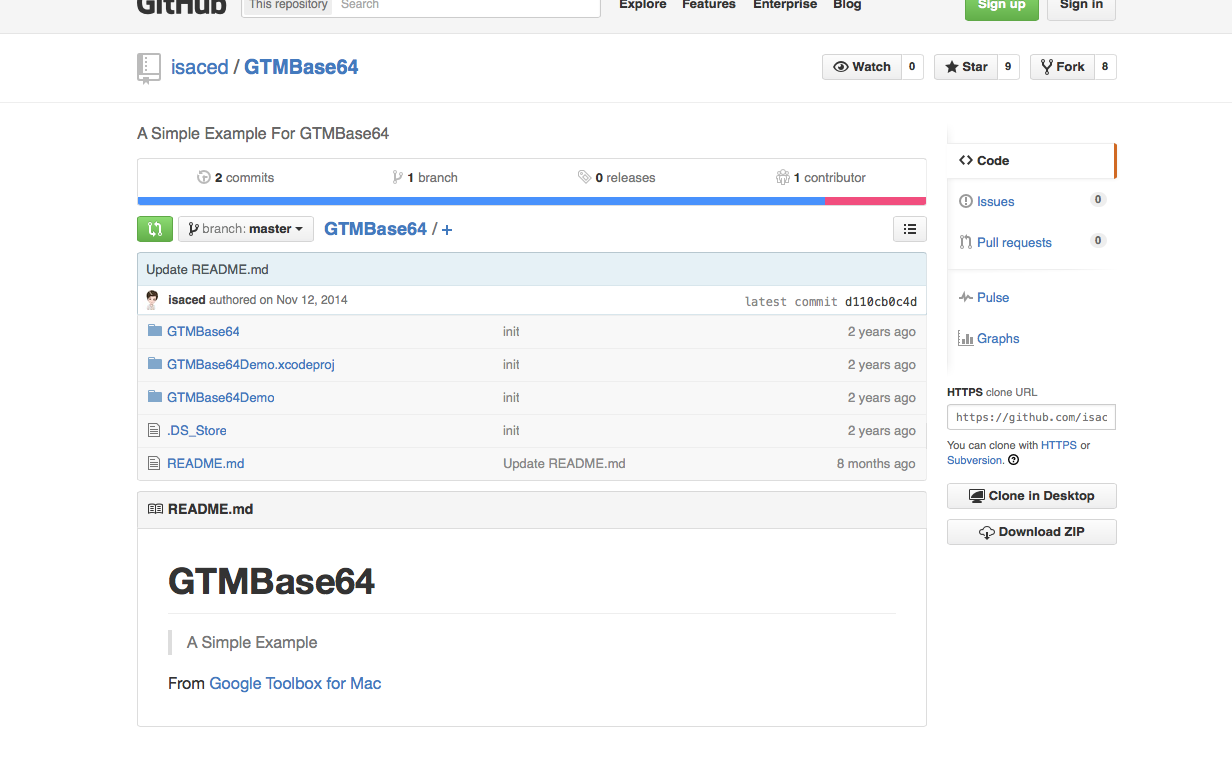 GitHub This repository Search Explore Features Enterprise Blog Sign up Sign in
isaced / GTMBase64 Watch 0 Star 9 Fork 8
A Simple Example For GTMBase64
2 commits 1 branch 0 releases 1 contributor
branch: master GTMBase64 / +
Update README.md
isaced authored on Nov 12, 2014 latest commit d110cb0c4d
GTMBase64 init 2 years ago
GTMBase64Demo.xcodeproj init 2 years ago
GTMBase64Demo init 2 years ago
.DS_Store init 2 years ago
README.md Update README.md 8 months ago
README.md
GTMBase64
A Simple Example
From Google Toolbox for Mac
Code
Issues 0
Pull requests 0
Pulse
Graphs
HTTPS clone URL
https://github.com/isac
You can clone with HTTPS or
Subversion.
Clone in Desktop
Download ZIP